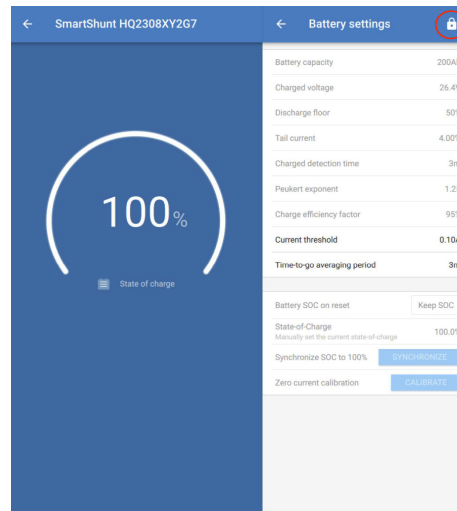 SmartShunt HQ2308XY2G7
100%
State of charge
Battery settings
Battery capacity 200A
Charged voltage 26.4
Discharge floor 50
Tail current 4.00
Charged detection time 3
Peukert exponent 1.2
Charge efficiency factor 95
Current threshold 0.10
Time-to-go averaging period 3
Battery SOC on reset Keep SOC
State-of-Charge 100.0
Manually set the current state-of-charge
Synchronize SOC to 100% SYNCHRONIZE
Zero current calibration CALIBRATE